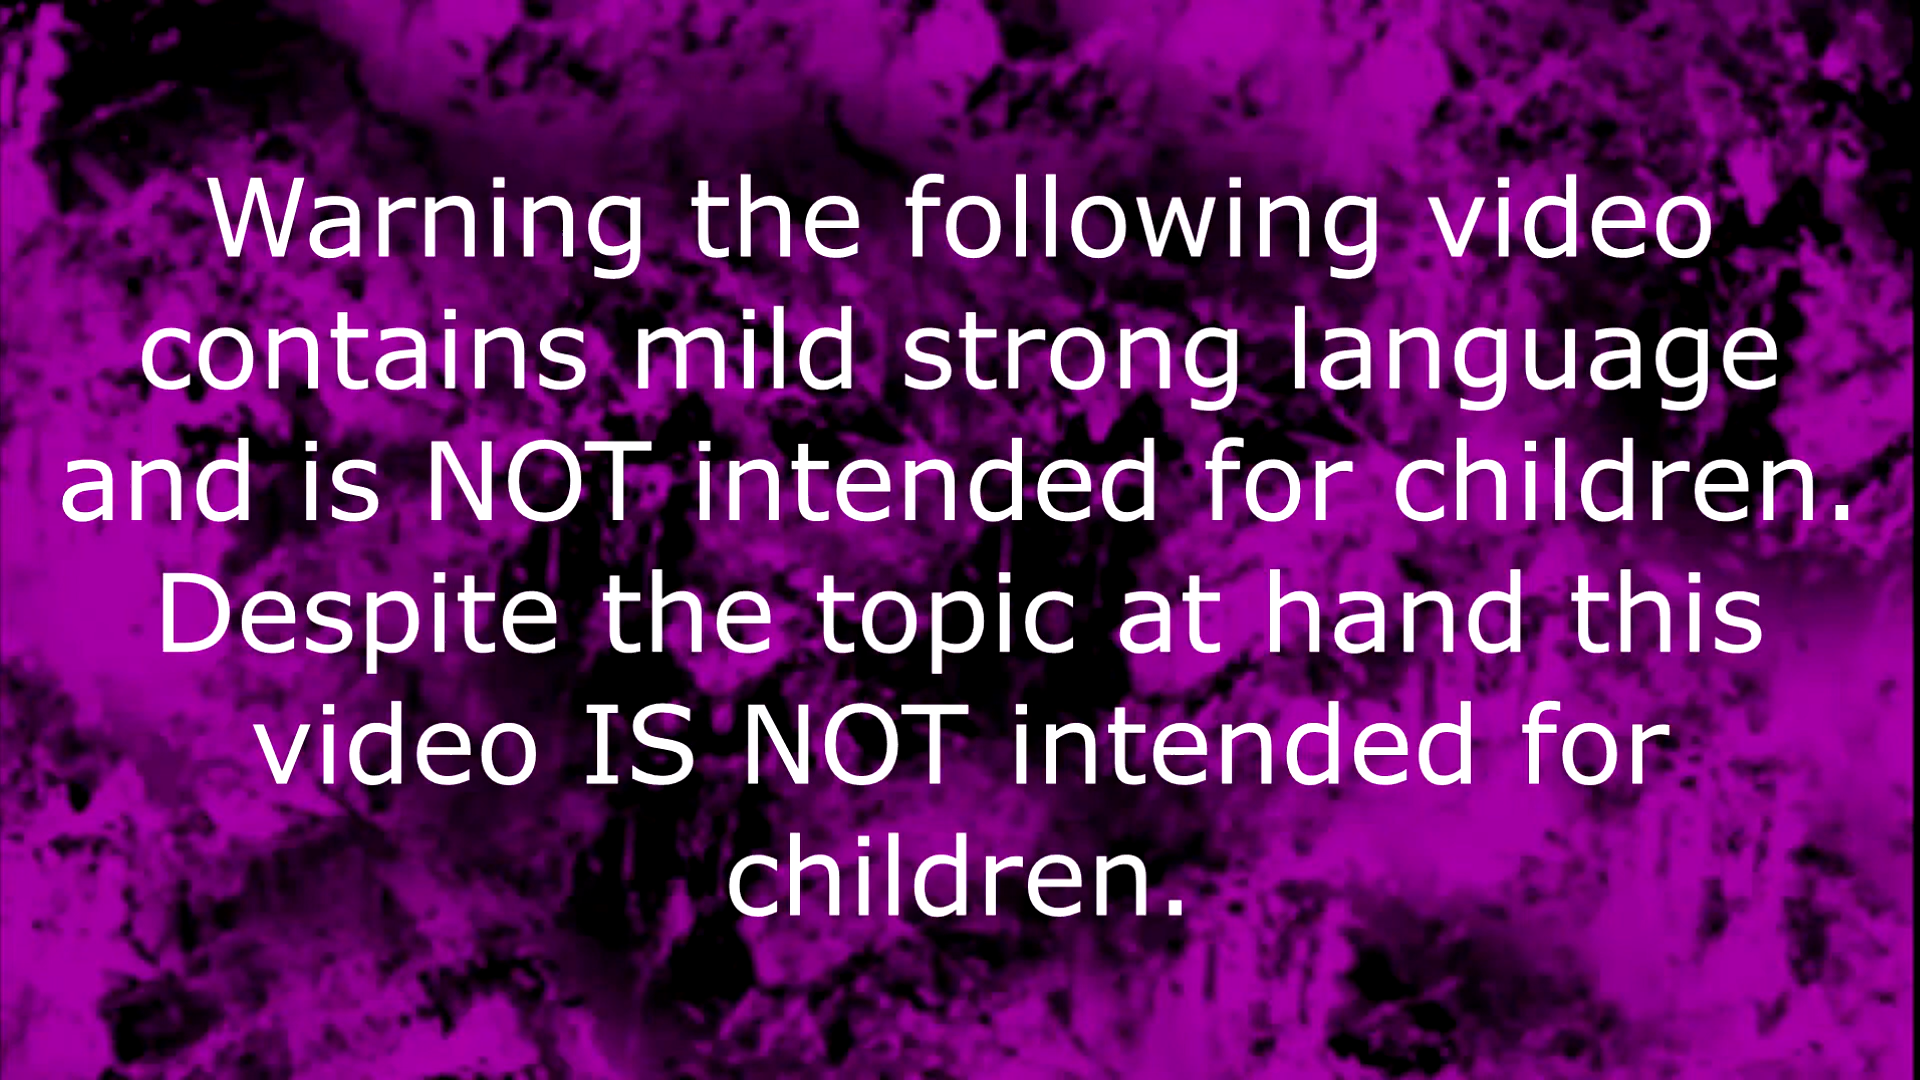 Warning the following video
contains mild strong language
and is NOT intended for children.
Despite the topic at hand this
video IS NOT intended for
children.